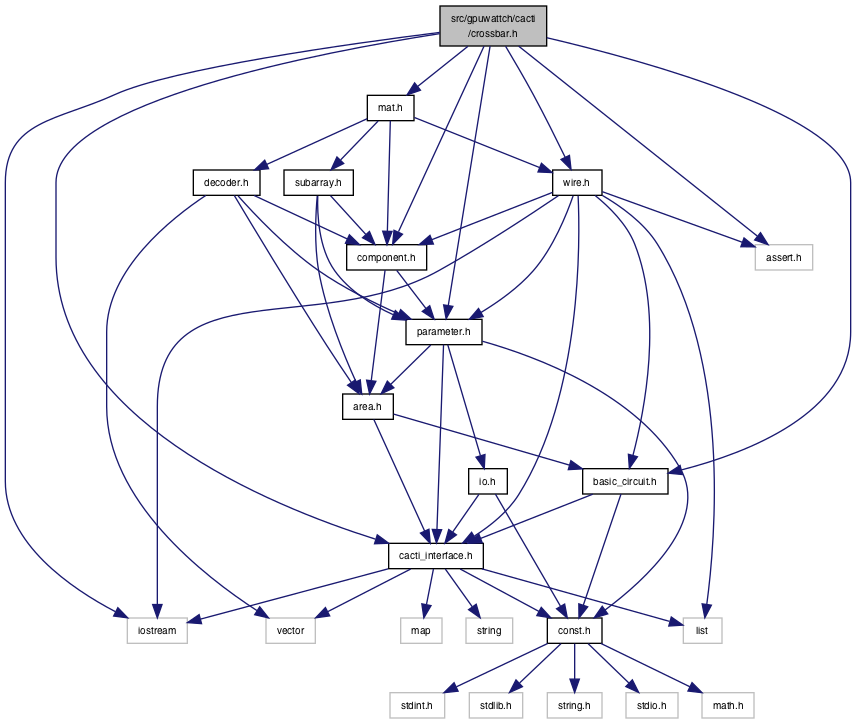 src/gpuwattch/cacti
/crossbar.h
mat.h
decoder.h
subarray.h
wire.h
component.h
assert.h
parameter.h
area.h
io.h
basic_circuit.h
cacti_interface.h
iostream
vector
map
string
const.h
list
stdint.h
stdlib.h
string.h
stdio.h
math.h